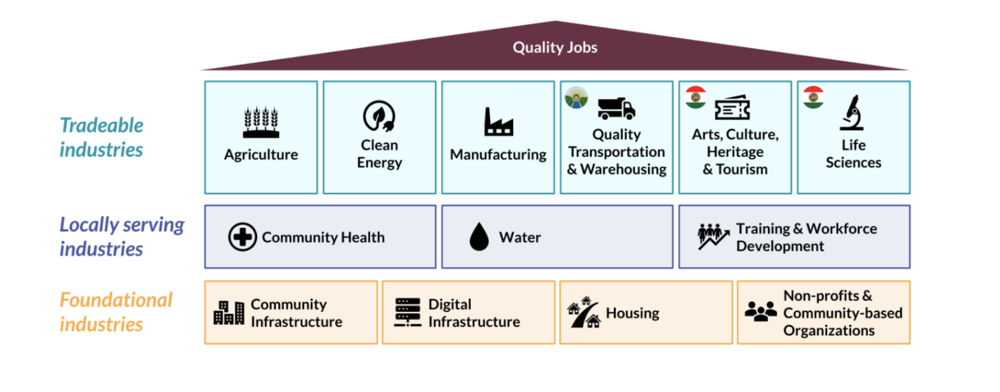 Quality Jobs
Tradeable
industries
Agriculture
Clean
Energy
Manufacturing
Quality
Transportation
& Warehousing
Arts, Culture,
Heritage
& Tourism
Life
Sciences
Locally serving
industries
Community Health
Water
Training & Workforce
Development
Foundational
industries
Community
Infrastructure
Digital
Infrastructure
Housing
Non-profits &
Community-based
Organizations